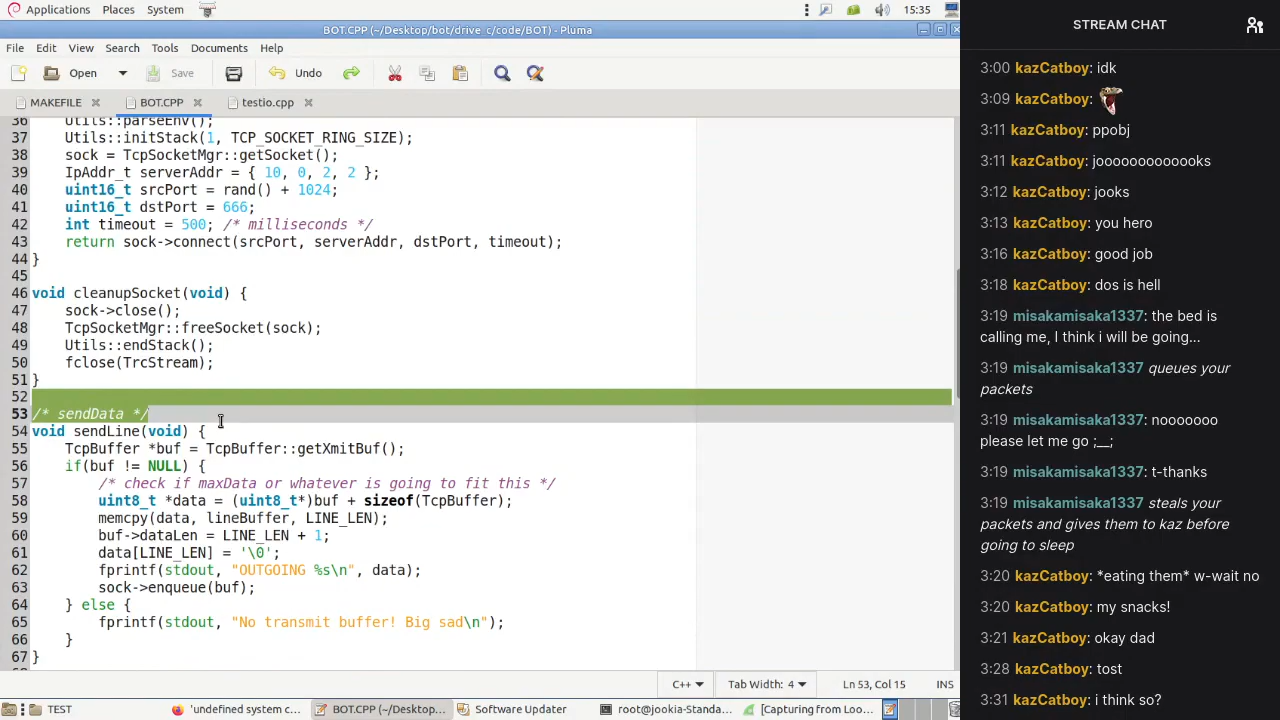 Applications Places System 15:35
BOT.CPP (~/Desktop/bot/drive_c/code/BOT) - Pluma
File Edit View Search Tools Documents Help
Open Save Undo
MAKEFILE BOT.CPP testio.cpp
36 Utils::parseEnv();
37 Utils::initStack(1, TCP_SOCKET_RING_SIZE);
38 sock = TcpSocketMgr::getSocket();
39 IpAddr_t serverAddr = { 10, 0, 2, 2 };
40 uint16_t srcPort = rand() + 1024;
41 uint16_t dstPort = 666;
42 int timeout = 500; /* milliseconds */
43 return sock->connect(srcPort, serverAddr, dstPort, timeout);
44 }
45
46 void cleanupSocket(void) {
47 sock->close();
48 TcpSocketMgr::freeSocket(sock);
49 Utils::endStack();
50 fclose(TrcStream);
51 }
52
53 /* sendData */
54 void sendLine(void) {
55 TcpBuffer *buf = TcpBuffer::getXmitBuf();
56 if(buf != NULL) {
57 /* check if maxData or whatever is going to fit this */
58 uint8_t *data = (uint8_t*)buf + sizeof(TcpBuffer);
59 memcpy(data, lineBuffer, LINE_LEN);
60 buf->dataLen = LINE_LEN + 1;
61 data[LINE_LEN] = '\0';
62 fprintf(stdout, "OUTGOING %s\n", data);
63 sock->enqueue(buf);
64 } else {
65 fprintf(stdout, "No transmit buffer! Big sad\n");
66 }
67 }
C++ Tab Width: 4 Ln 53, Col 15 INS
TEST 'undefined system c... BOT.CPP (~/Desktop... Software Updater root@jookia-Standa... [Capturing from Loo...
STREAM CHAT
3:00 kazCatboy: idk
3:09 kazCatboy:
3:11 kazCatboy: ppobj
3:11 kazCatboy: joooooooooooks
3:12 kazCatboy: jooks
3:13 kazCatboy: you hero
3:16 kazCatboy: good job
3:18 kazCatboy: dos is hell
3:19 misakamisaka1337: the bed is
calling me, I think i will be going...
3:19 misakamisaka1337 queues your
packets
3:19 misakamisaka1337: nooooooo
please let me go ;__;
3:19 misakamisaka1337: t-thanks
3:19 misakamisaka1337 steals your
packets and gives them to kaz before
going to sleep
3:20 kazCatboy: *eating them* w-wait no
3:20 kazCatboy: my snacks!
3:21 kazCatboy: okay dad
3:28 kazCatboy: tost
3:31 kazCatboy: i think so?